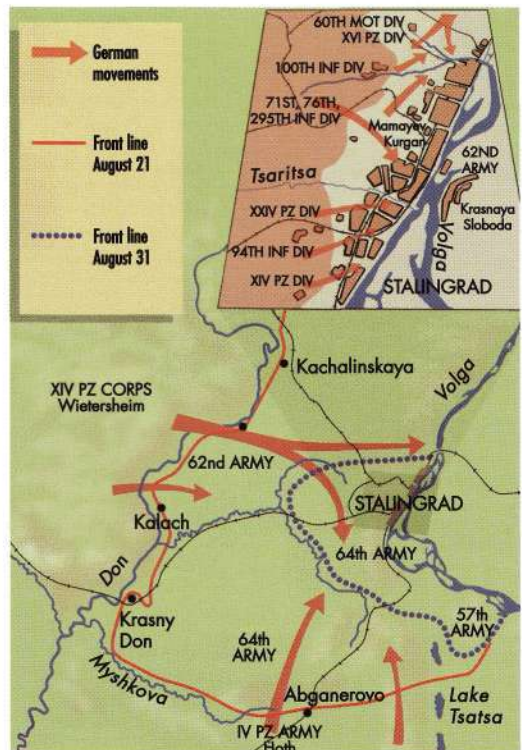 German
movements
Front line
August 21
Front line
August 31
60TH MOT DIV
XVI PZ DIV
100TH INF DIV
71ST, 76TH,
295TH INF DIV
Mamayev
Kurgan
Tsaritsa
62ND
ARMY
XXIV PZ DIV
Krasnaya
Sloboda
94TH INF DIV
Volga
XIV PZ DIV
STALINGRAD
Kachalinskaya
Volga
XIV PZ CORPS
Wietersheim
62nd ARMY
STALINGRAD
Kalach
64th ARMY
Don
Krasny
Don
57th
ARMY
64th
ARMY
Myshkova
Abganerovo
Lake
Tsatsa
IV PZ ARMY
Hoth